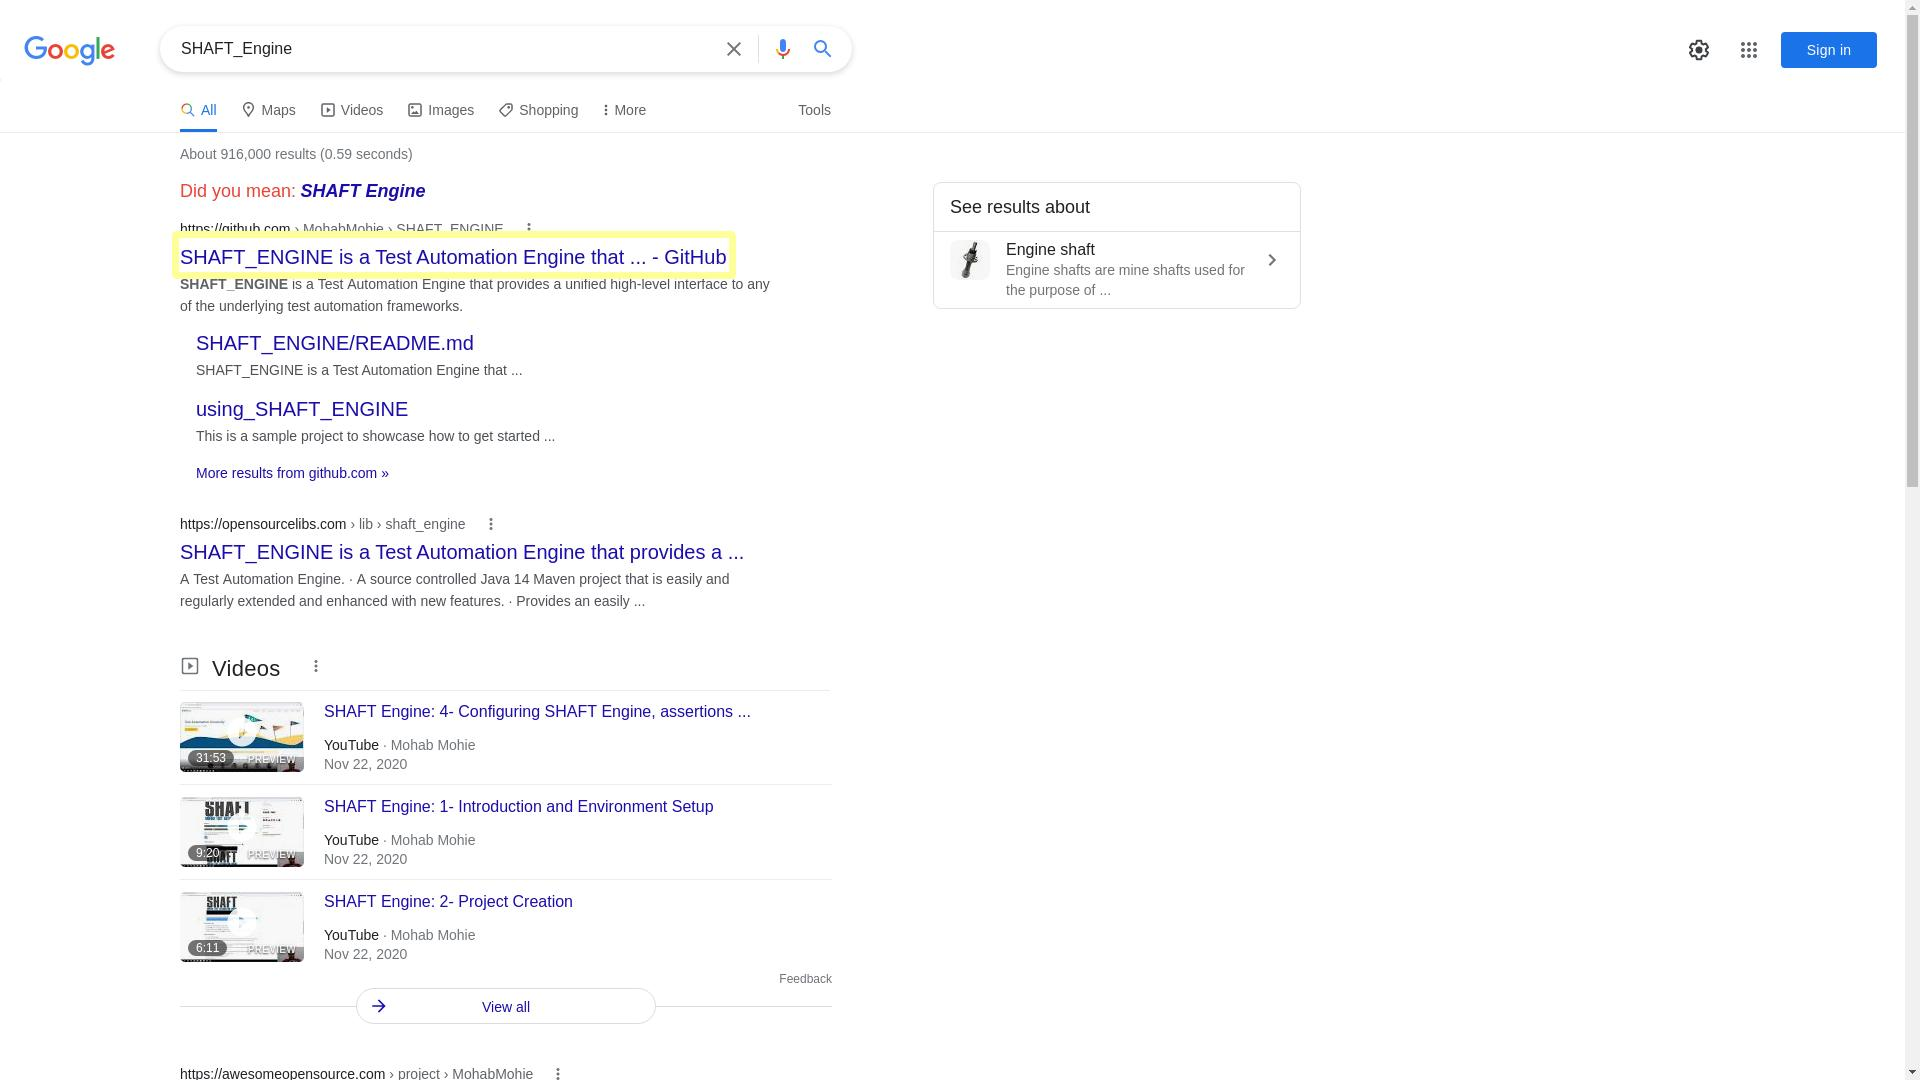 Google
SHAFT_Engine
Sign in
All
Maps
Videos
Images
Shopping
More
Tools
About 916,000 results (0.59 seconds)
Did you mean: SHAFT Engine
https://github.com › MohabMohie › SHAFT_ENGINE
SHAFT_ENGINE is a Test Automation Engine that ... - GitHub
SHAFT_ENGINE is a Test Automation Engine that provides a unified high-level interface to any
of the underlying test automation frameworks.
SHAFT_ENGINE/README.md
SHAFT_ENGINE is a Test Automation Engine that ...
using_SHAFT_ENGINE
This is a sample project to showcase how to get started ...
More results from github.com »
https://opensourcelibs.com › lib › shaft_engine
SHAFT_ENGINE is a Test Automation Engine that provides a ...
A Test Automation Engine. · A source controlled Java 14 Maven project that is easily and
regularly extended and enhanced with new features. · Provides an easily ...
Videos
31:53
PREVIEW
SHAFT Engine: 4- Configuring SHAFT Engine, assertions ...
YouTube · Mohab Mohie
Nov 22, 2020
SHAFT
9:20
PREVIEW
SHAFT
SHAFT Engine: 1- Introduction and Environment Setup
YouTube · Mohab Mohie
Nov 22, 2020
SHAFT
6:11
PREVIEW
SHAFT Engine: 2- Project Creation
YouTube · Mohab Mohie
Nov 22, 2020
Feedback
View all
https://awesomeopensource.com › project › MohabMohie
See results about
Engine shaft
Engine shafts are mine shafts used for
the purpose of ...